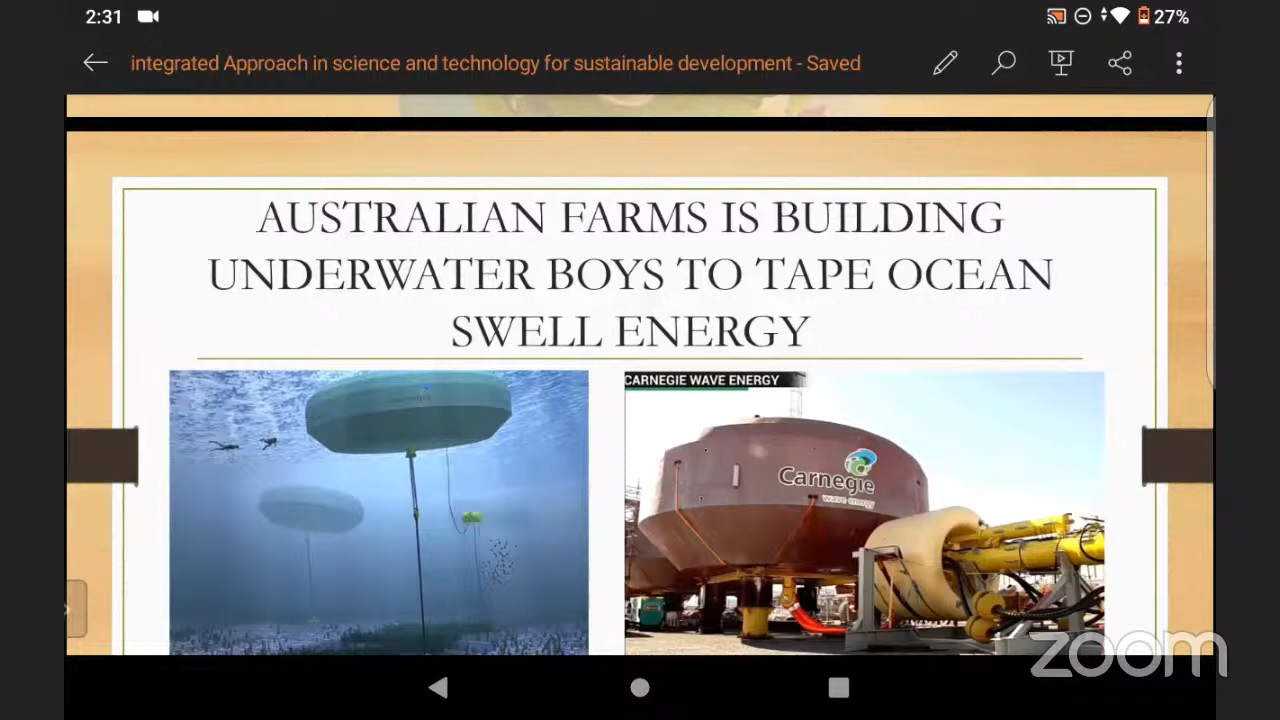 2:31
27%
integrated Approach in science and technology for sustainable development - Saved
AUSTRALIAN FARMS IS BUILDING
UNDERWATER BOYS TO TAPE OCEAN
SWELL ENERGY
CARNEGIE WAVE ENERGY
Carnegie
wave energy
zoom